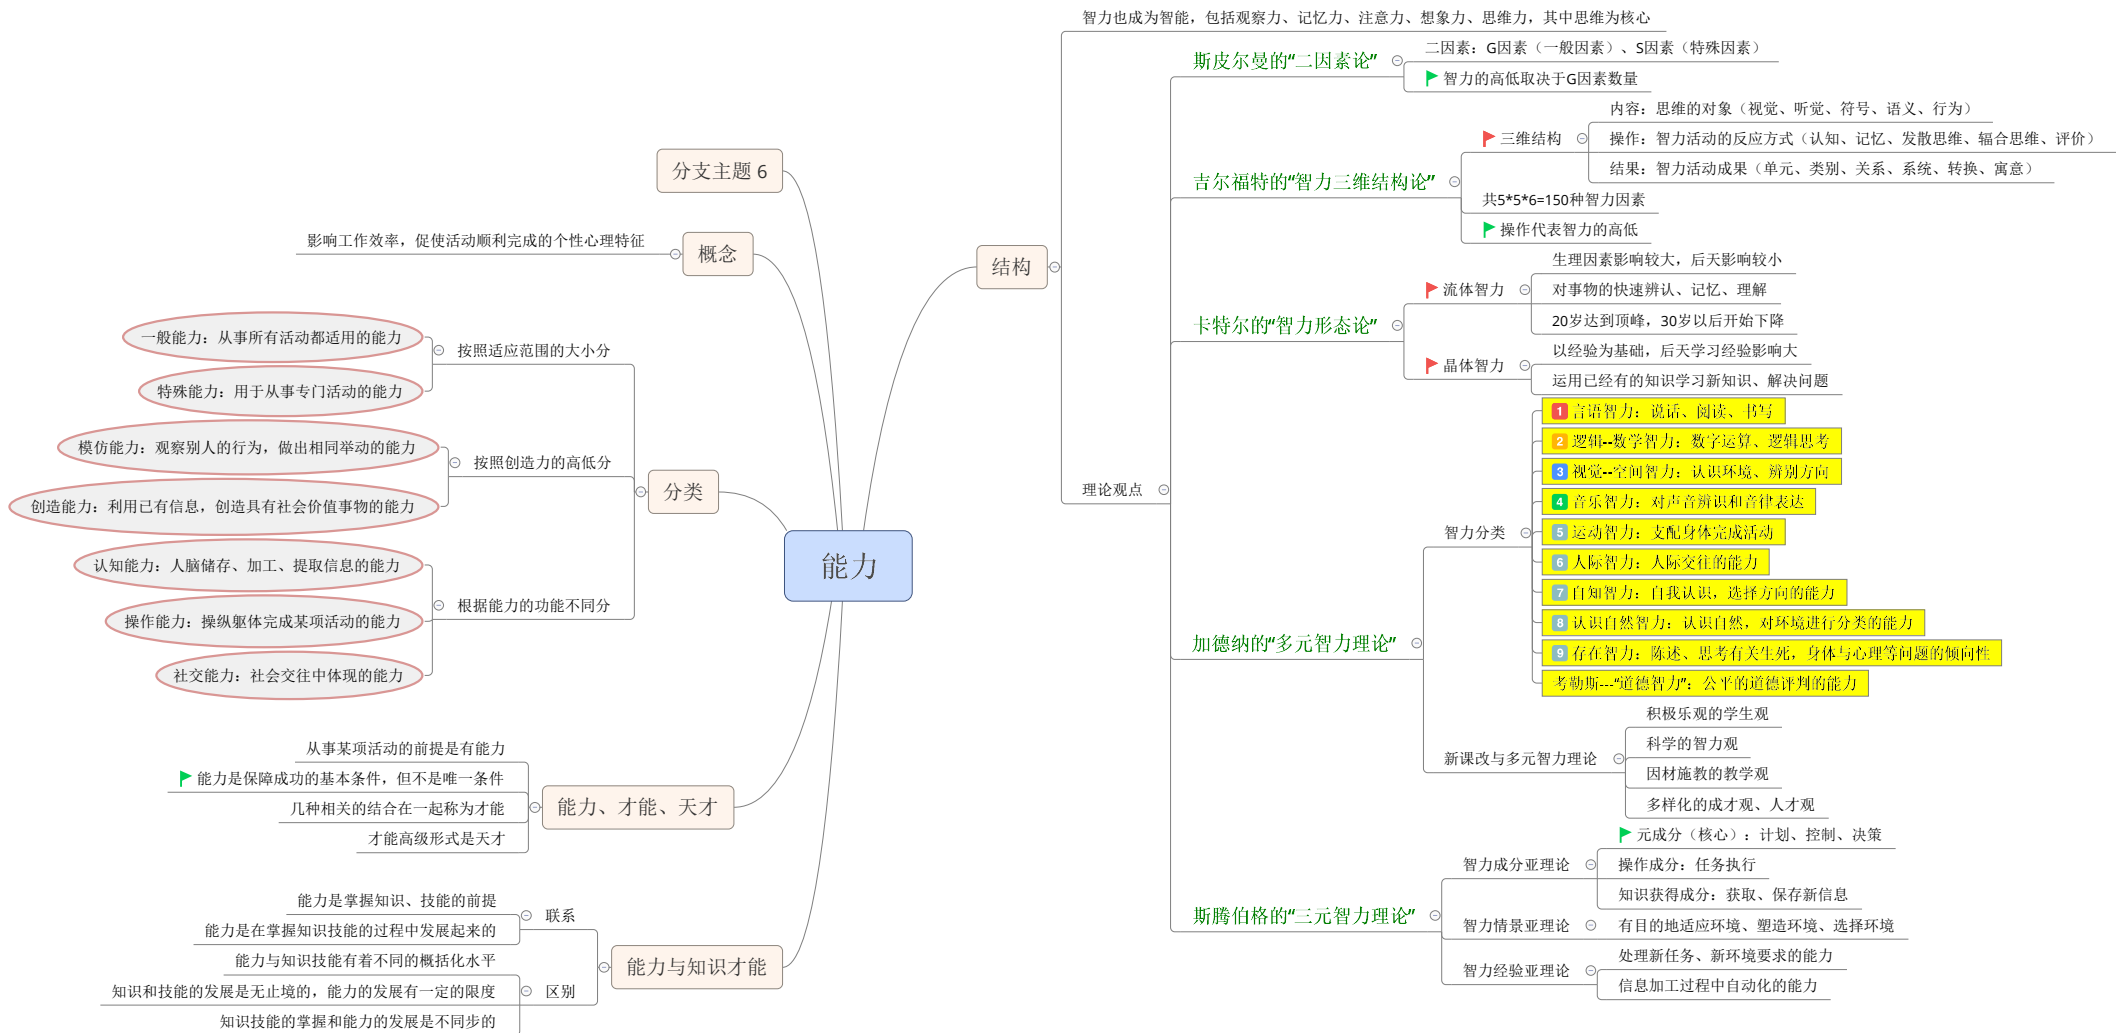 能力
分支主题 6
概念
影响工作效率，促使活动顺利完成的个性心理特征
分类
按照适应范围的大小分
一般能力：从事所有活动都适用的能力
特殊能力：用于从事专门活动的能力
按照创造力的高低分
模仿能力：观察别人的行为，做出相同举动的能力
创造能力：利用已有信息，创造具有社会价值事物的能力
根据能力的功能不同分
认知能力：人脑储存、加工、提取信息的能力
操作能力：操纵躯体完成某项活动的能力
社交能力：社会交往中体现的能力
能力、才能、天才
从事某项活动的前提是有能力
能力是保障成功的基本条件，但不是唯一条件
几种相关的结合在一起称为才能
才能高级形式是天才
能力与知识才能
联系
能力是掌握知识、技能的前提
能力是在掌握知识技能的过程中发展起来的
区别
能力与知识技能有着不同的概括化水平
知识和技能的发展是无止境的，能力的发展有一定的限度
知识技能的掌握和能力的发展是不同步的
结构
智力也成为智能，包括观察力、记忆力、注意力、想象力、思维力，其中思维为核心
理论观点
斯皮尔曼的“二因素论”
二因素：G因素（一般因素）、S因素（特殊因素）
智力的高低取决于G因素数量
吉尔福特的“智力三维结构论”
三维结构
内容：思维的对象（视觉、听觉、符号、语义、行为）
操作：智力活动的反应方式（认知、记忆、发散思维、辐合思维、评价）
结果：智力活动成果（单元、类别、关系、系统、转换、寓意）
共5*5*6=150种智力因素
操作代表智力的高低
卡特尔的“智力形态论”
流体智力
生理因素影响较大，后天影响较小
对事物的快速辨认、记忆、理解
20岁达到顶峰，30岁以后开始下降
晶体智力
以经验为基础，后天学习经验影响大
运用已经有的知识学习新知识、解决问题
加德纳的“多元智力理论”
智力分类
1 言语智力：说话、阅读、书写
2 逻辑--数学智力：数字运算、逻辑思考
3 视觉--空间智力：认识环境、辨别方向
4 音乐智力：对声音辨识和音律表达
5 运动智力：支配身体完成活动
6 人际智力：人际交往的能力
7 自知智力：自我认识，选择方向的能力
8 认识自然智力：认识自然，对环境进行分类的能力
9 存在智力：陈述、思考有关生死，身体与心理等问题的倾向性
考勒斯---“道德智力”：公平的道德评判的能力
新课改与多元智力理论
积极乐观的学生观
科学的智力观
因材施教的教学观
多样化的成才观、人才观
斯腾伯格的“三元智力理论”
智力成分亚理论
元成分（核心）：计划、控制、决策
操作成分：任务执行
知识获得成分：获取、保存新信息
智力情景亚理论
有目的地适应环境、塑造环境、选择环境
智力经验亚理论
处理新任务、新环境要求的能力
信息加工过程中自动化的能力